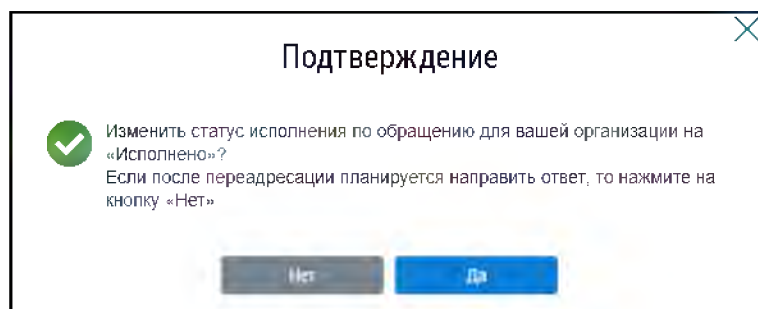 Подтверждение
Изменить статус исполнения по обращению для вашей организации на
«Исполнено»?
Если после переадресации планируется направить ответ, то нажмите на
кнопку «Нет»
Нет
Да